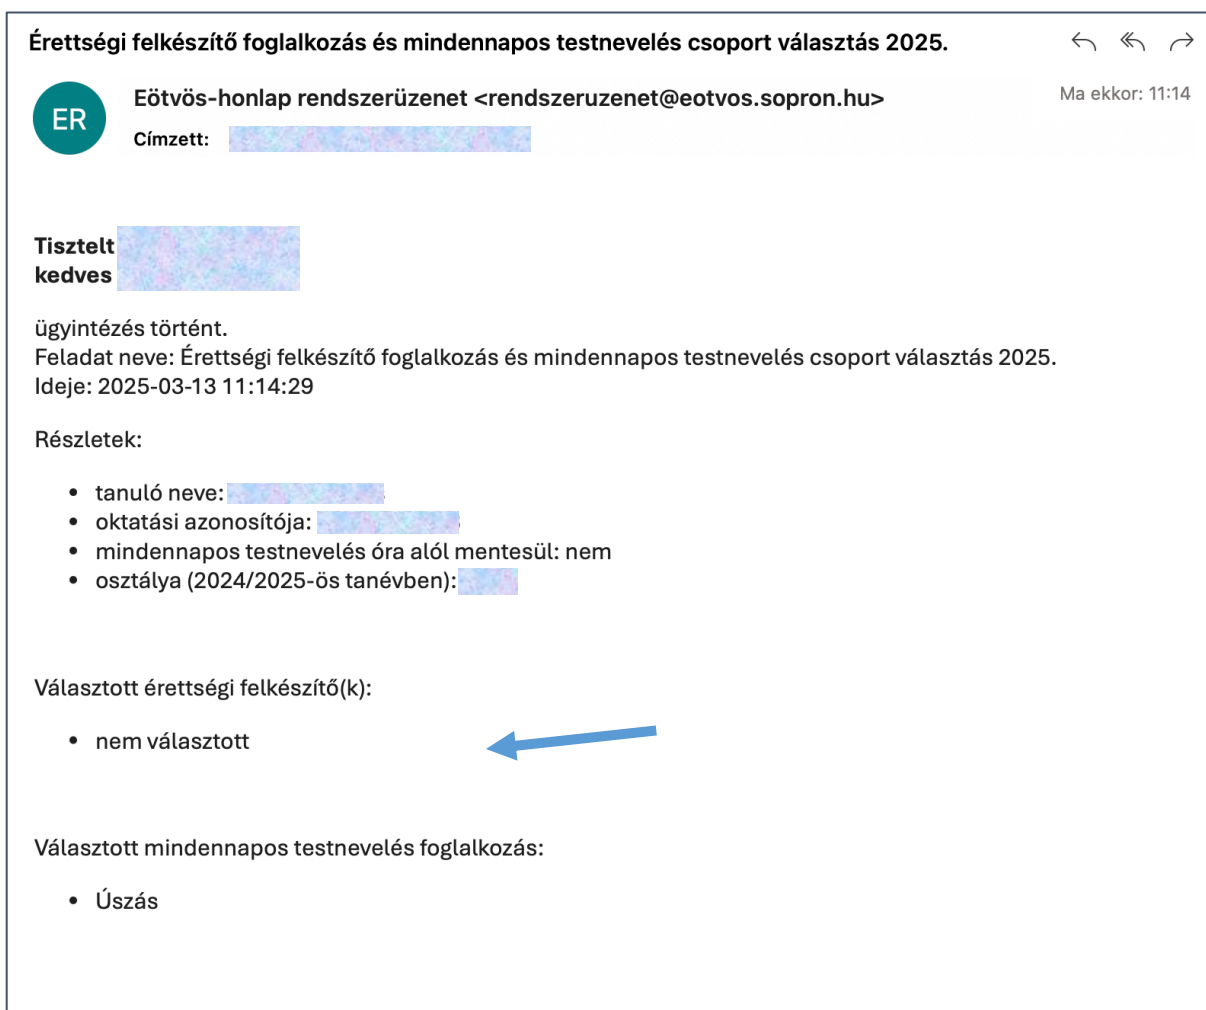 Érettségi felkészítő foglalkozás és mindennapos testnevelés csoport választás 2025.
ER
Eötvös-honlap rendszerüzenet <rendszeruzenet@eotvos.sopron.hu>
Ma ekkor: 11:14
Címzett:
Tisztelt
kedves
ügyintézés történt.
Feladat neve: Érettségi felkészítő foglalkozás és mindennapos testnevelés csoport választás 2025.
Ideje: 2025-03-13 11:14:29
Részletek:
• tanuló neve:
• oktatási azonosítója:
• mindennapos testnevelés óra alól mentesül: nem
• osztálya (2024/2025-ös tanévben):
Választott érettségi felkészítő(k):
• nem választott
Választott mindennapos testnevelés foglalkozás:
• Úszás